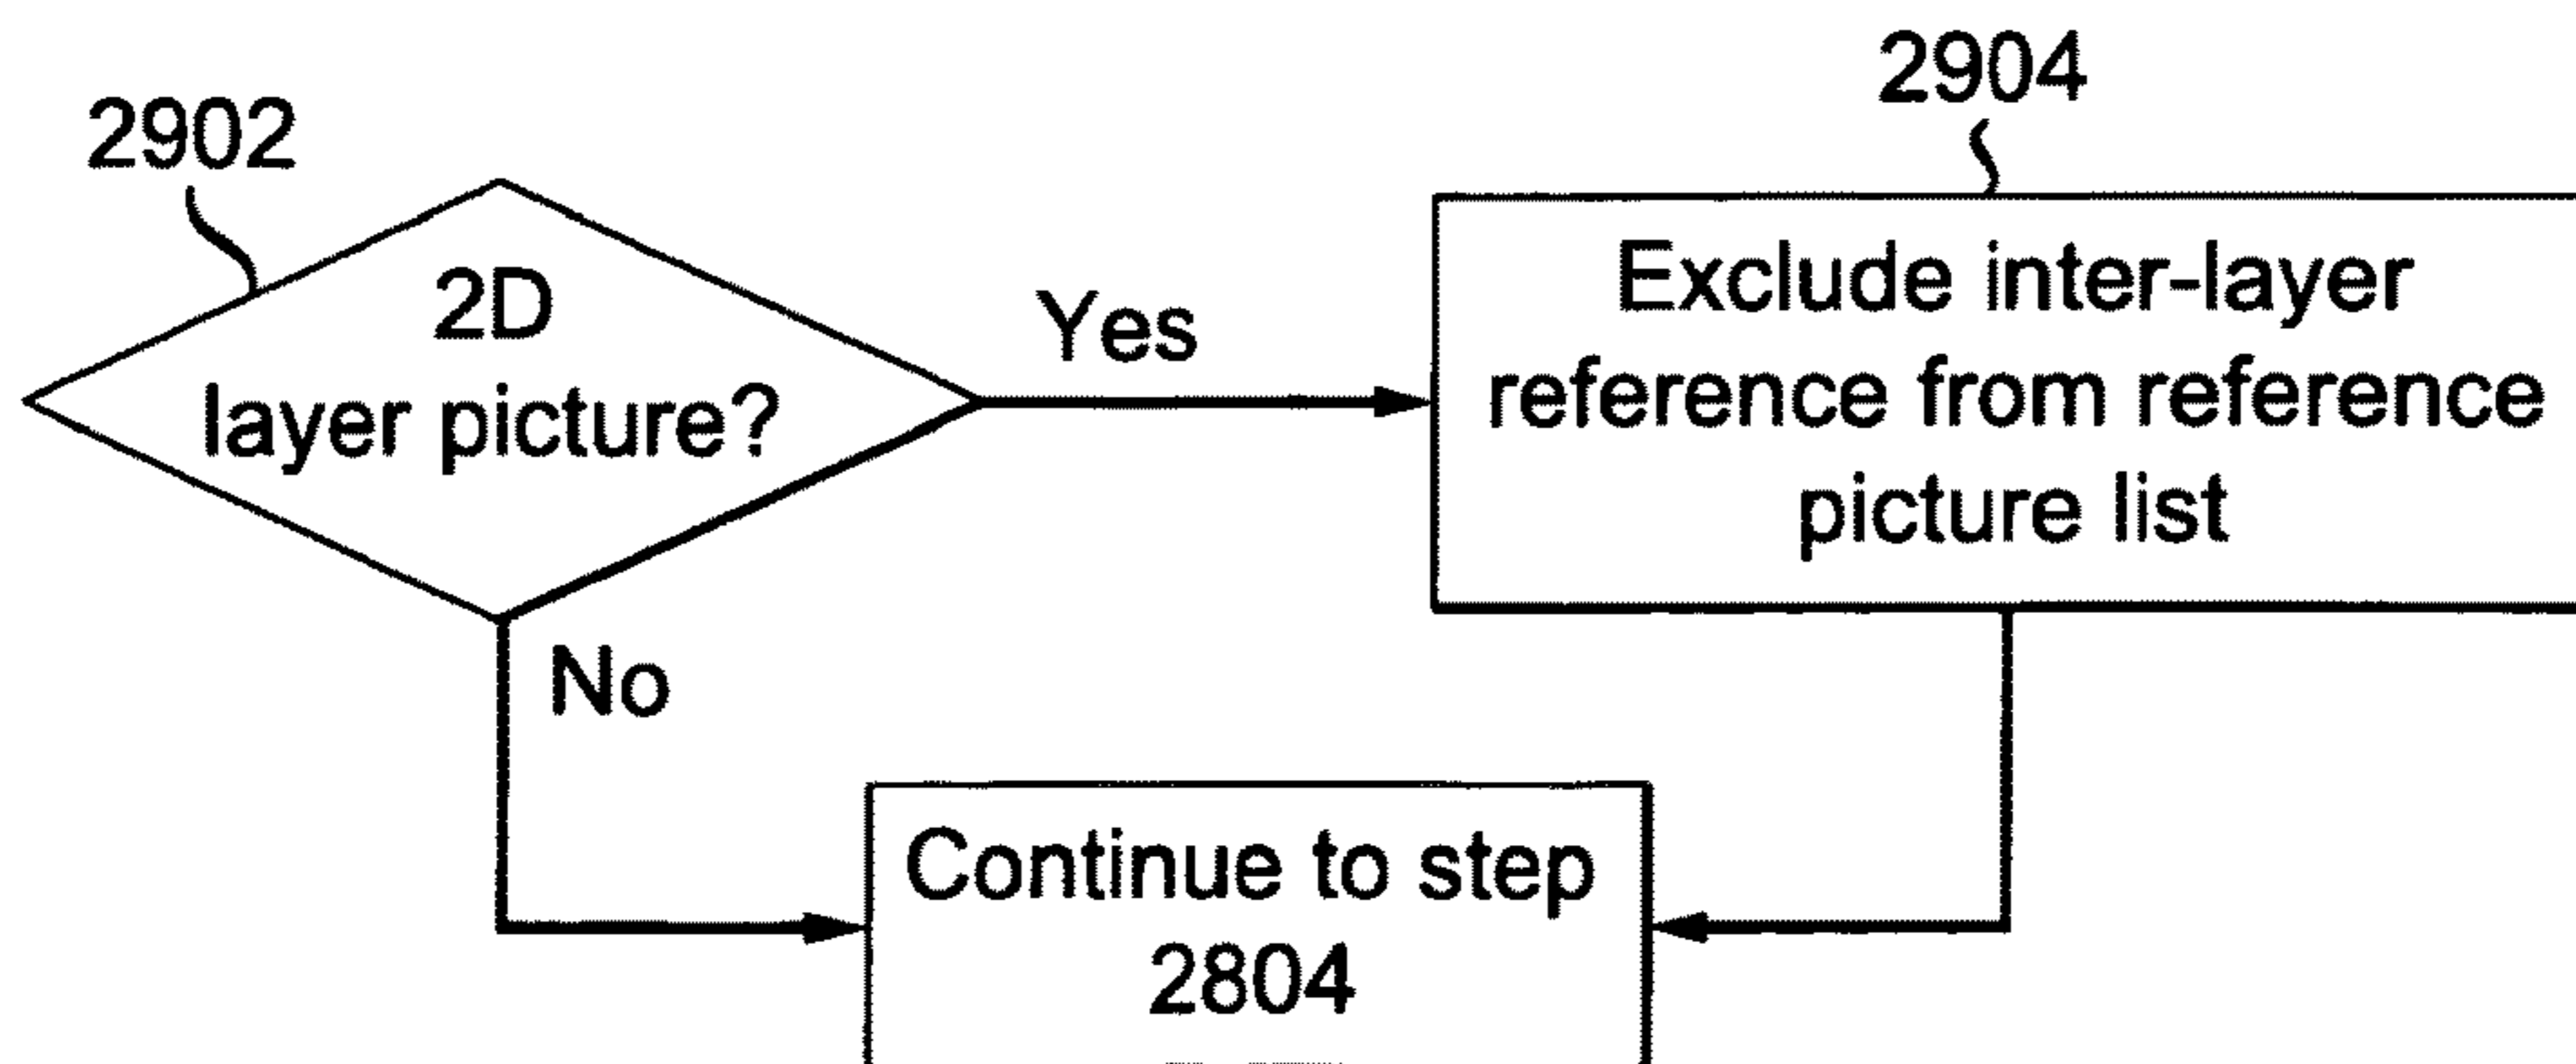 2902
2904
2D
layer picture?
Yes
Exclude inter-layer
reference from reference
picture list
No
Continue to step
2804